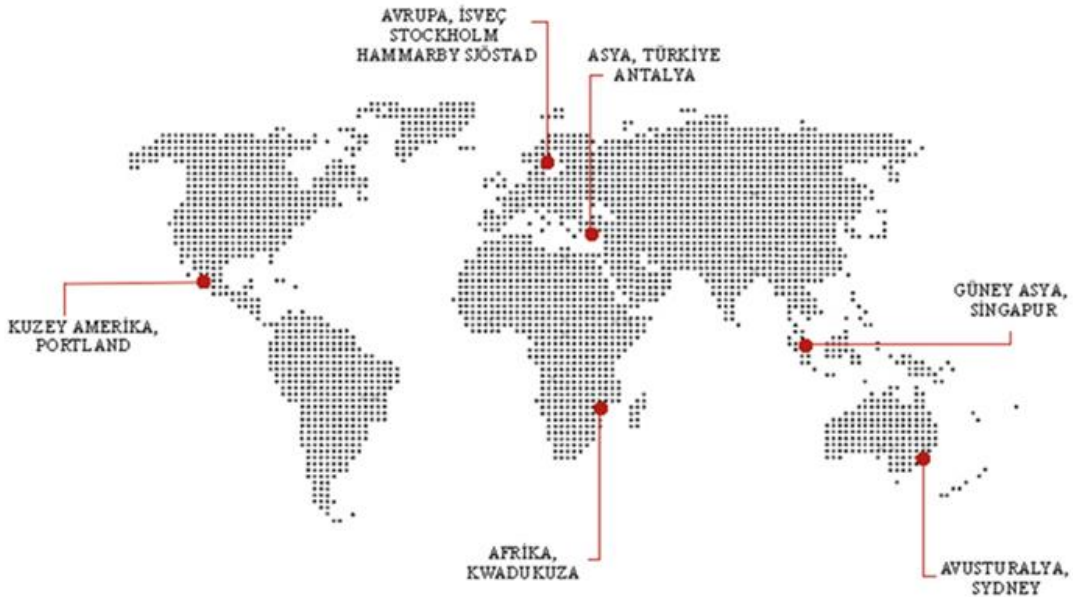 AVRUPA, İSVEÇ
STOCKHOLM
HAMMARBY SJÖSTAD
ASYA, TÜRKİYE
ANTALYA
GÜNEY ASYA,
SİNGAPUR
KUZEY AMERİKA,
PORTLAND
AFRİKA,
KWADUKUZA
AVUSTURALYA,
SYDNEY